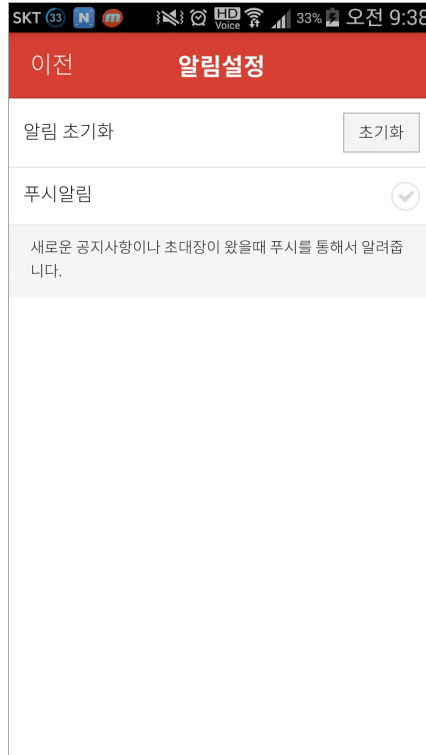 SKT 33 N m HD Voice 33% 오전 9:38
이전 알림설정
알림 초기화 초기화
푸시알림
새로운 공지사항이나 초대장이 왔을때 푸시를 통해서 알려줍
니다.